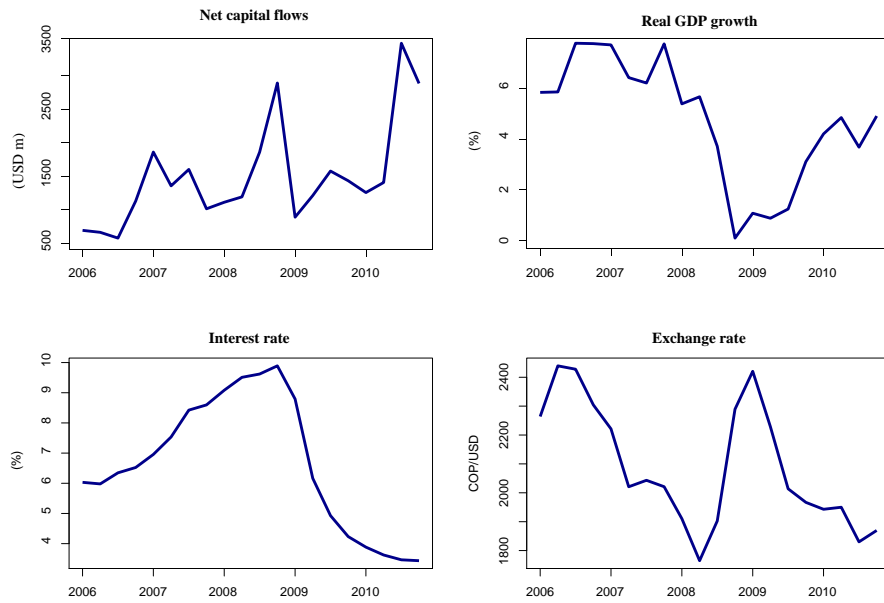 Net capital flows
3500
2500
1500
500
(USD m)
2006 2007 2008 2009 2010
Real GDP growth
6
4
2
0
(%)
2006 2007 2008 2009 2010
Interest rate
10
9
8
7
6
5
4
(%)
2006 2007 2008 2009 2010
Exchange rate
2400
2200
2000
1800
COP/USD
2006 2007 2008 2009 2010